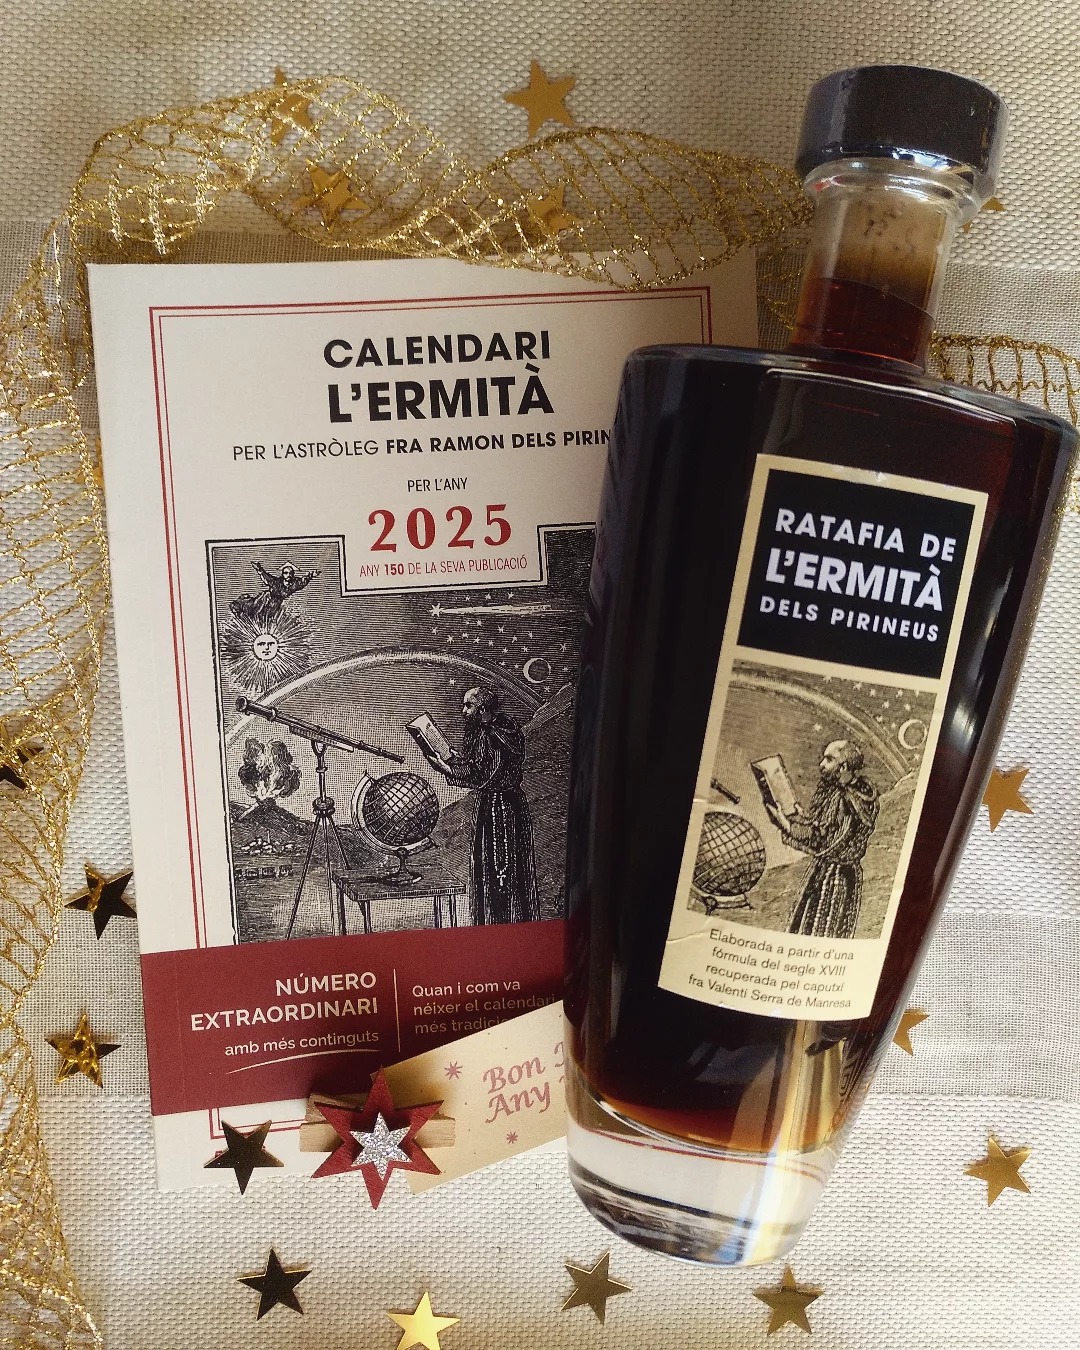 CALENDARI
L'ERMITÀ
PER L'ASTRÒLEG FRA RAMON DELS
PER L'ANY
2025
ANY 150 DE LA SEVA PUBLICACIÓ
NÚMERO
EXTRAORDINARI
amb més continguts
Quan i com va
néixer el calendari
més
Bon
Any
RATAFIA DE
L'ERMITÀ
DELS PIRINEUS
Elaborada a partir d'una
fórmula del segle XVIII
recuperada pel caputxí
fra Valentí Serra de Manresa